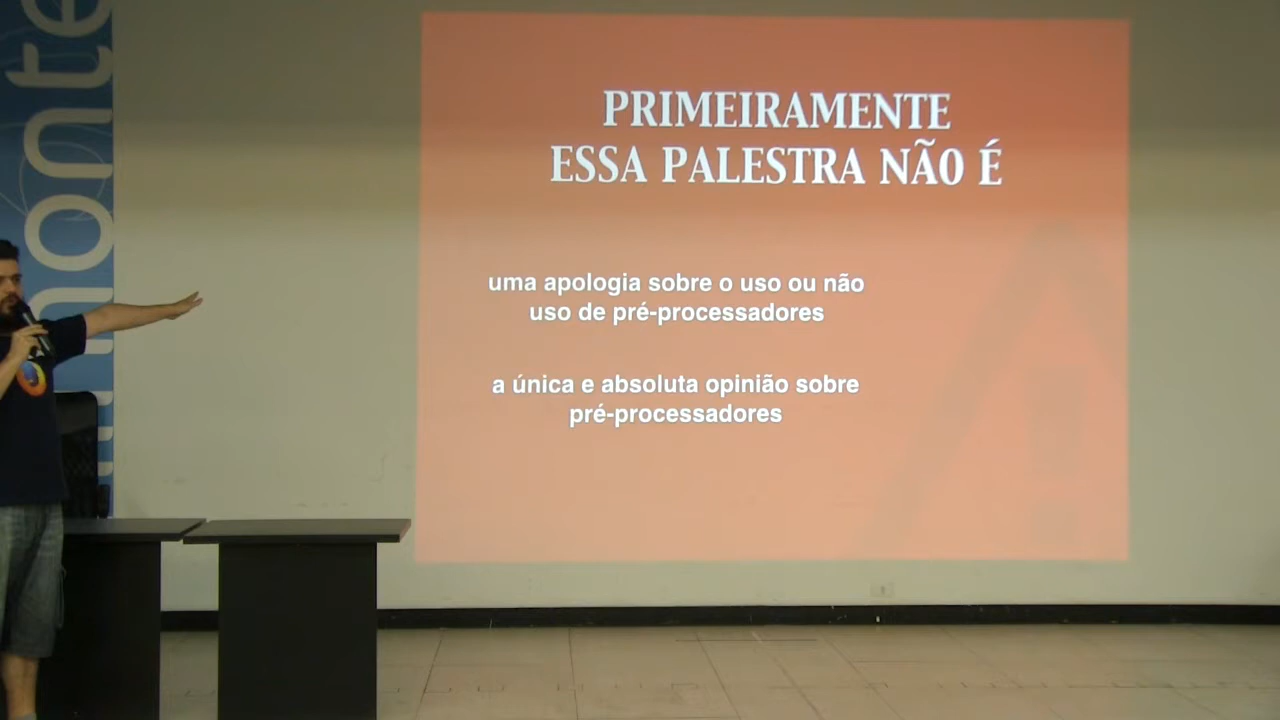 PRIMEIRAMENTE
ESSA PALESTRA NÃO É
uma apologia sobre o uso ou não
uso de pré-processadores
a única e absoluta opinião sobre
pré-processadores